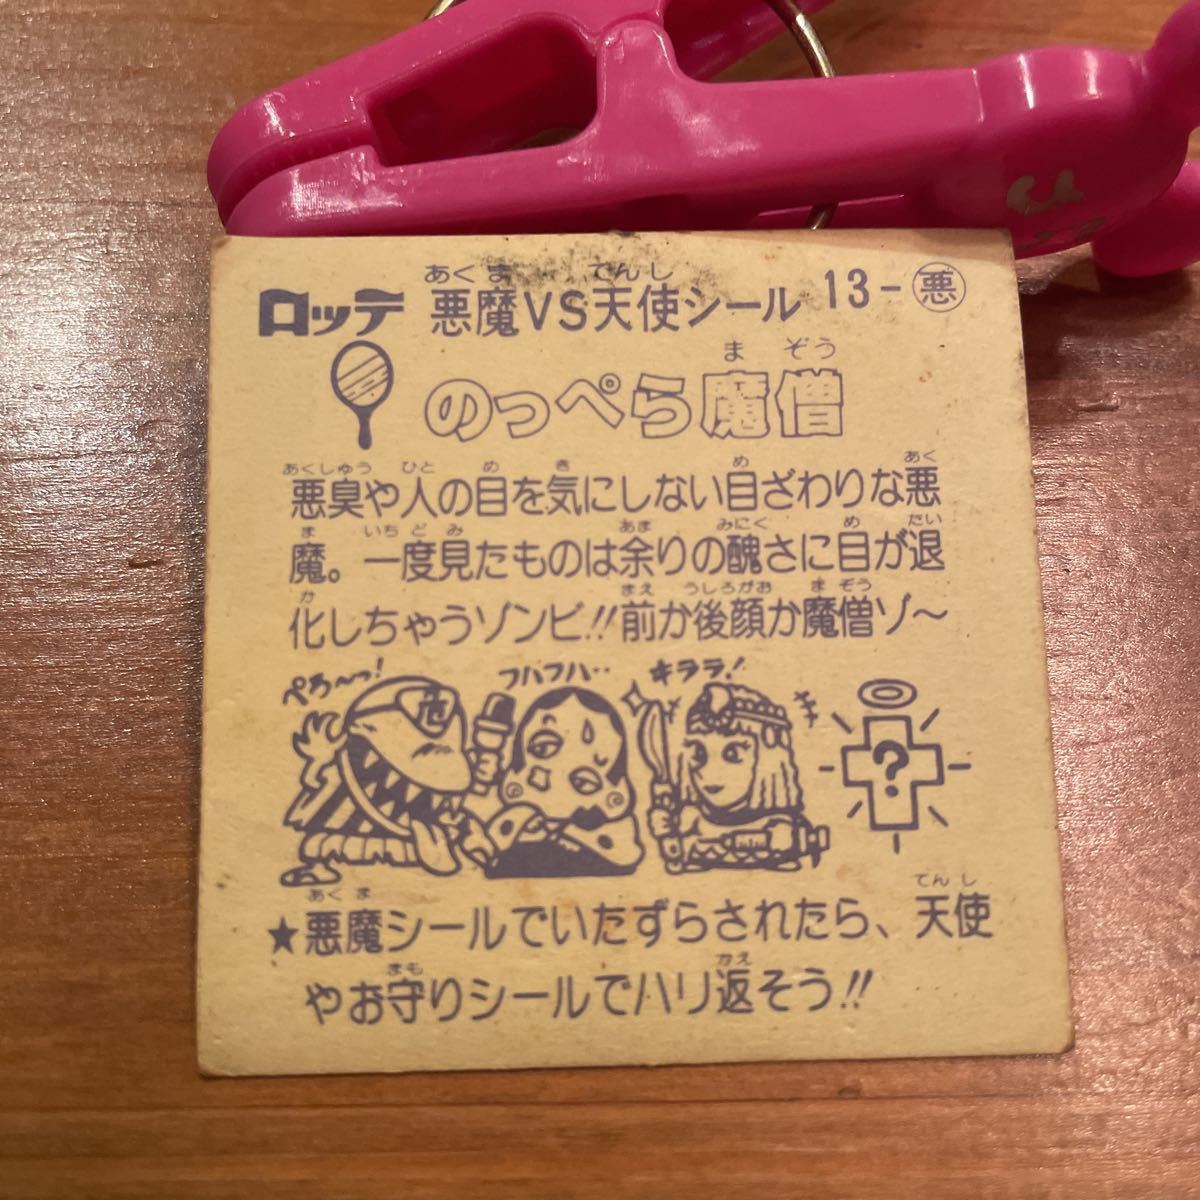 ロッテ 悪魔VS天使シール 13-悪
あくま てんし
のっぺら魔僧
まぞう
悪臭や人の目を気にしない目ざわりな悪
あくしゅう ひと め き め あく
魔。一度見たものは余りの醜さに目が退
ま いちどみ あま みにく め たい
化しちゃうゾンビ!!前か後顔か魔僧ゾ〜
か まえ うしろがお まぞう
ぺろ〜っ! フハフハ・・ キララ!
危
?
★悪魔シールでいたずらされたら、天使
あくま てんし
やお守りシールでハリ返そう!!
まも かえ